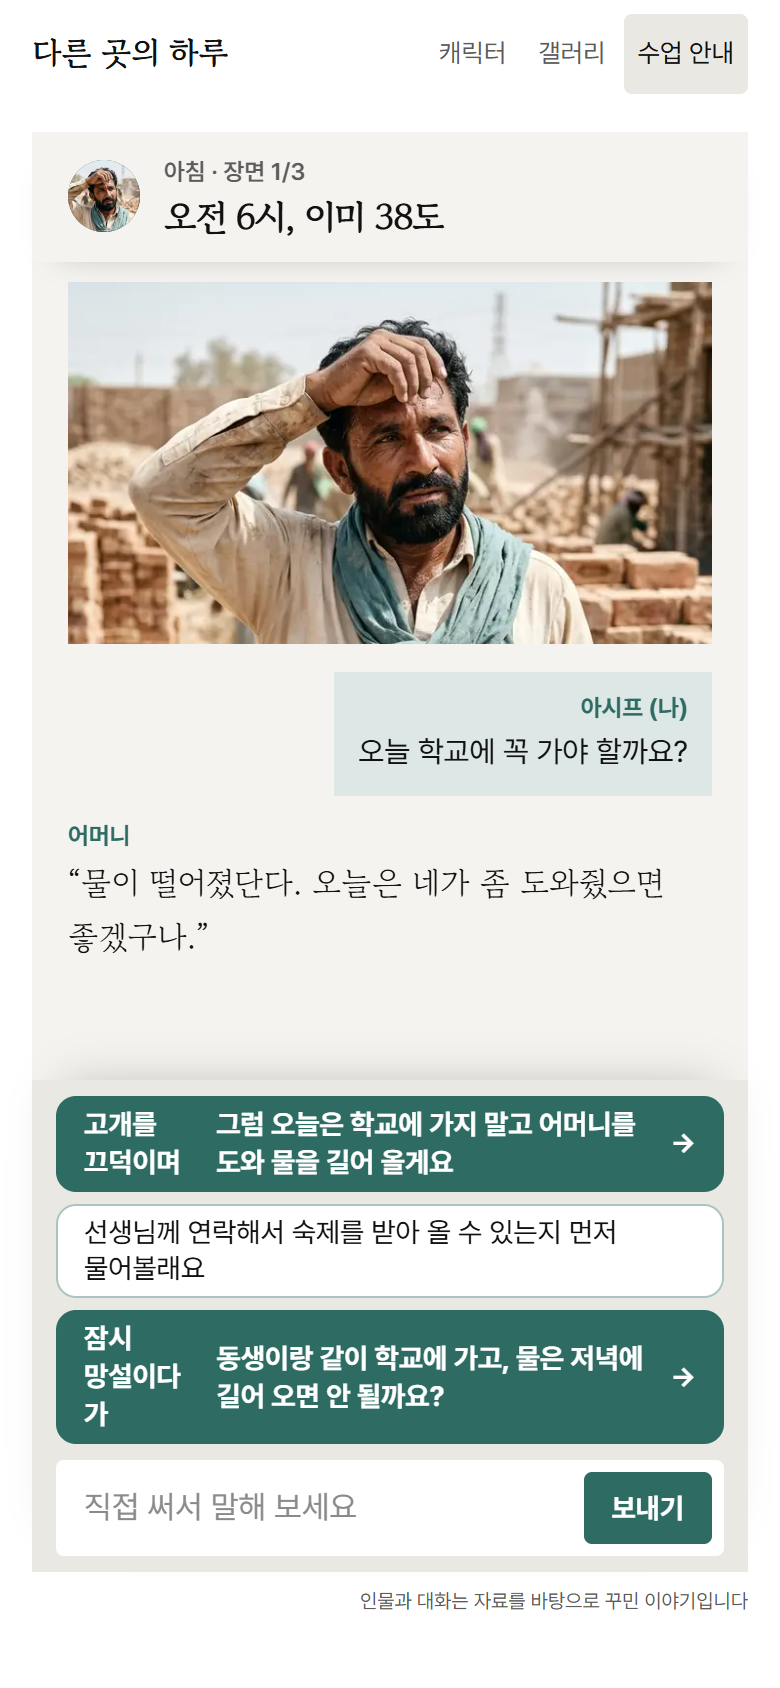 다른 곳의 하루
캐릭터
갤러리
수업 안내
아침 · 장면 1/3
오전 6시, 이미 38도
아시프 (나)
오늘 학교에 꼭 가야 할까요?
어머니
“물이 떨어졌단다. 오늘은 네가 좀 도와줬으면
좋겠구나.”
고개를
끄덕이며
그럼 오늘은 학교에 가지 말고 어머니를
도와 물을 길어 올게요
→
선생님께 연락해서 숙제를 받아 올 수 있는지 먼저
물어볼래요
잠시
망설이다
가
동생이랑 같이 학교에 가고, 물은 저녁에
길어 오면 안 될까요?
→
직접 써서 말해 보세요
보내기
인물과 대화는 자료를 바탕으로 꾸민 이야기입니다